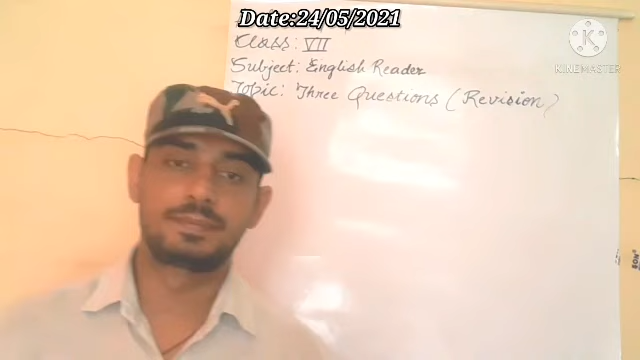 Date:24/05/2021
Class: VII
Subject: English Reader
Topic: Three Questions (Revision)
KINEMASTER